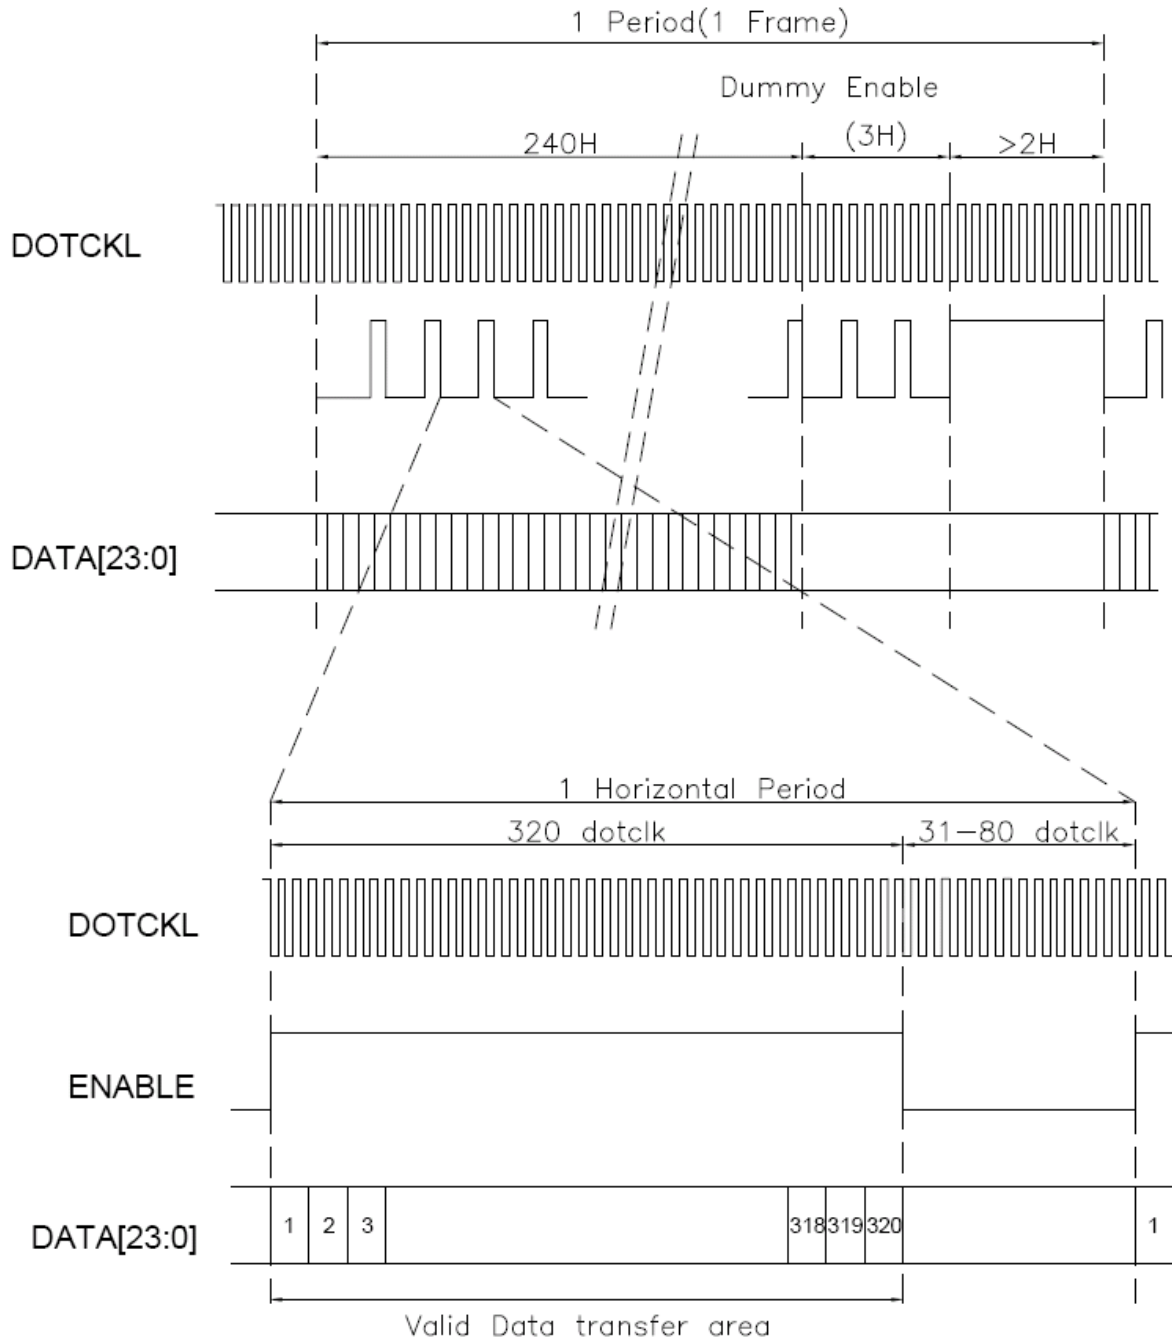 1 Period(1 Frame)
Dummy Enable
240H
(3H)
>2H
DOTCKL
DATA[23:0]
1 Horizontal Period
320 dotclk
31-80 dotclk
DOTCKL
ENABLE
DATA[23:0]
1 2 3 318 319 320 1
Valid Data transfer area